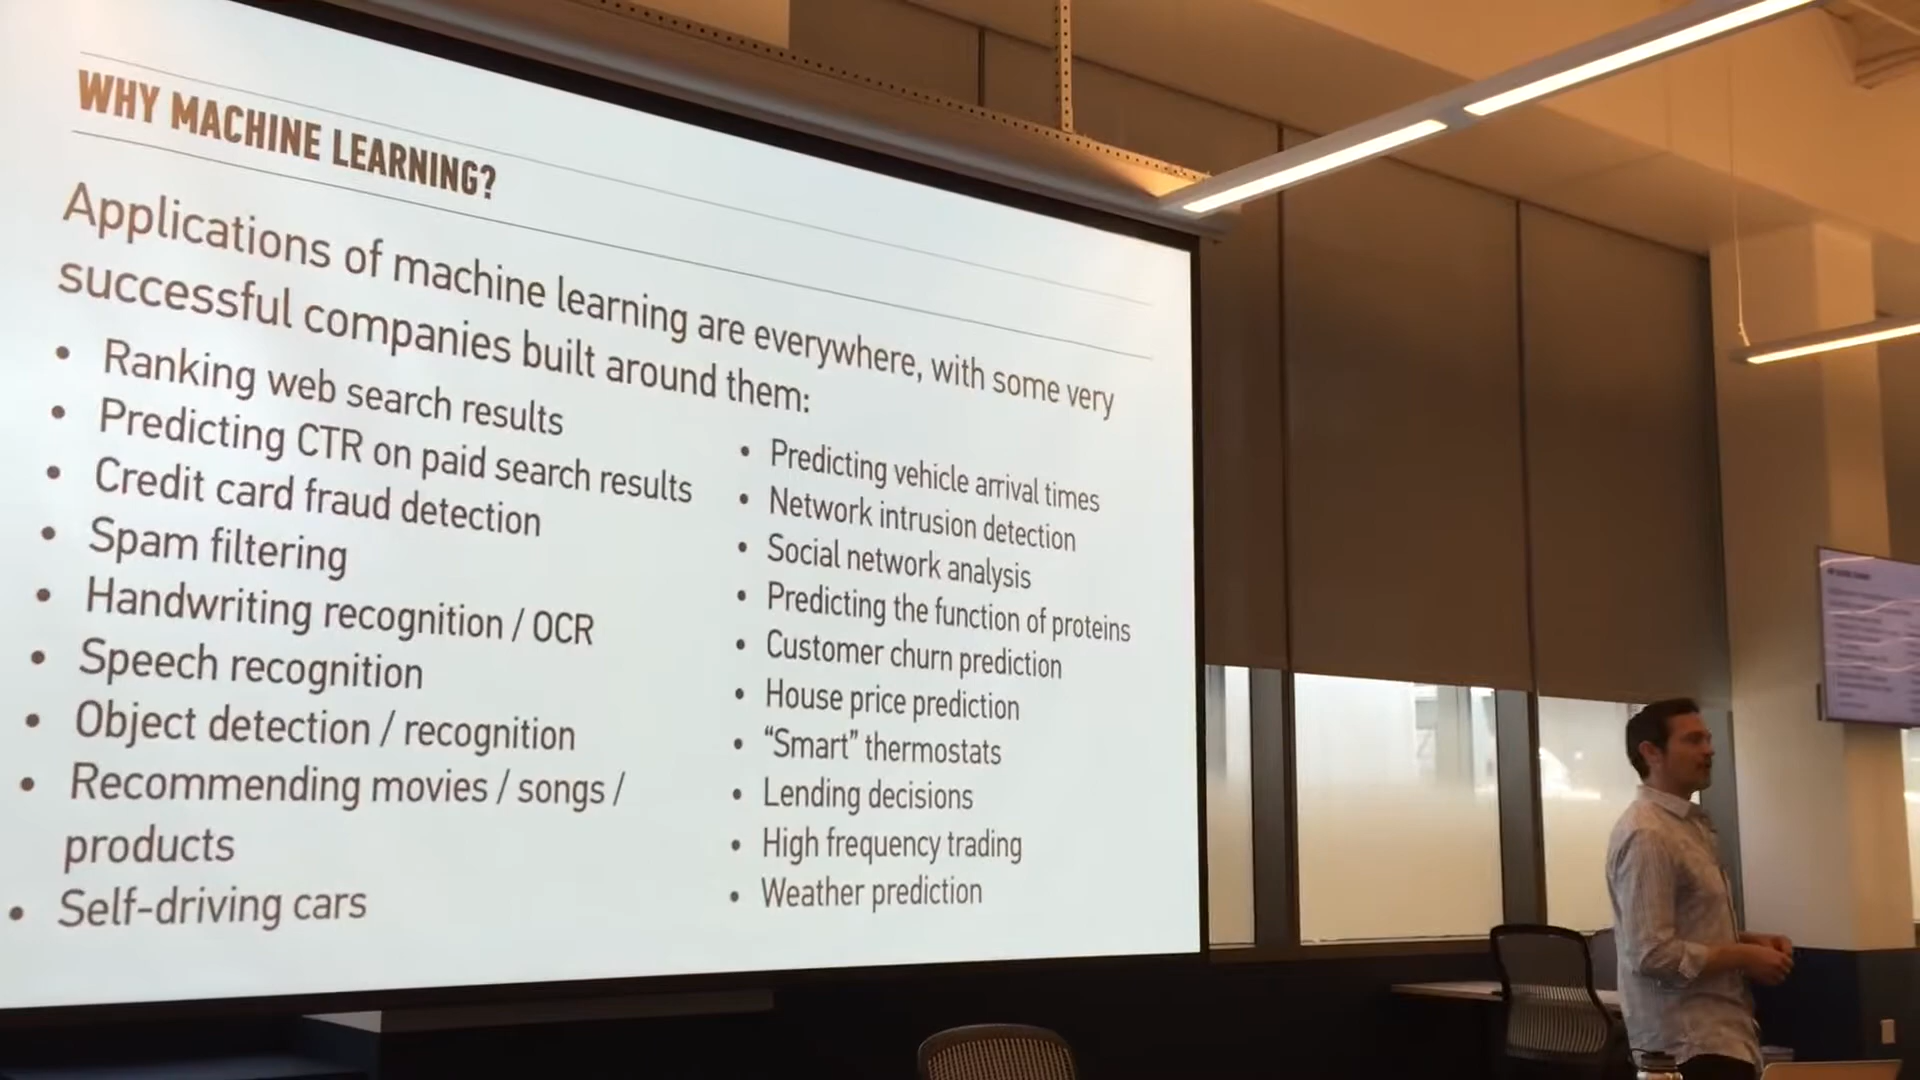 WHY MACHINE LEARNING?
Applications of machine learning are everywhere, with some very
successful companies built around them:
• Ranking web search results
• Predicting CTR on paid search results
• Credit card fraud detection
• Spam filtering
• Handwriting recognition / OCR
• Speech recognition
• Object detection / recognition
• Recommending movies / songs /
products
• Self-driving cars
• Predicting vehicle arrival times
• Network intrusion detection
• Social network analysis
• Predicting the function of proteins
• Customer churn prediction
• House price prediction
• “Smart” thermostats
• Lending decisions
• High frequency trading
• Weather prediction